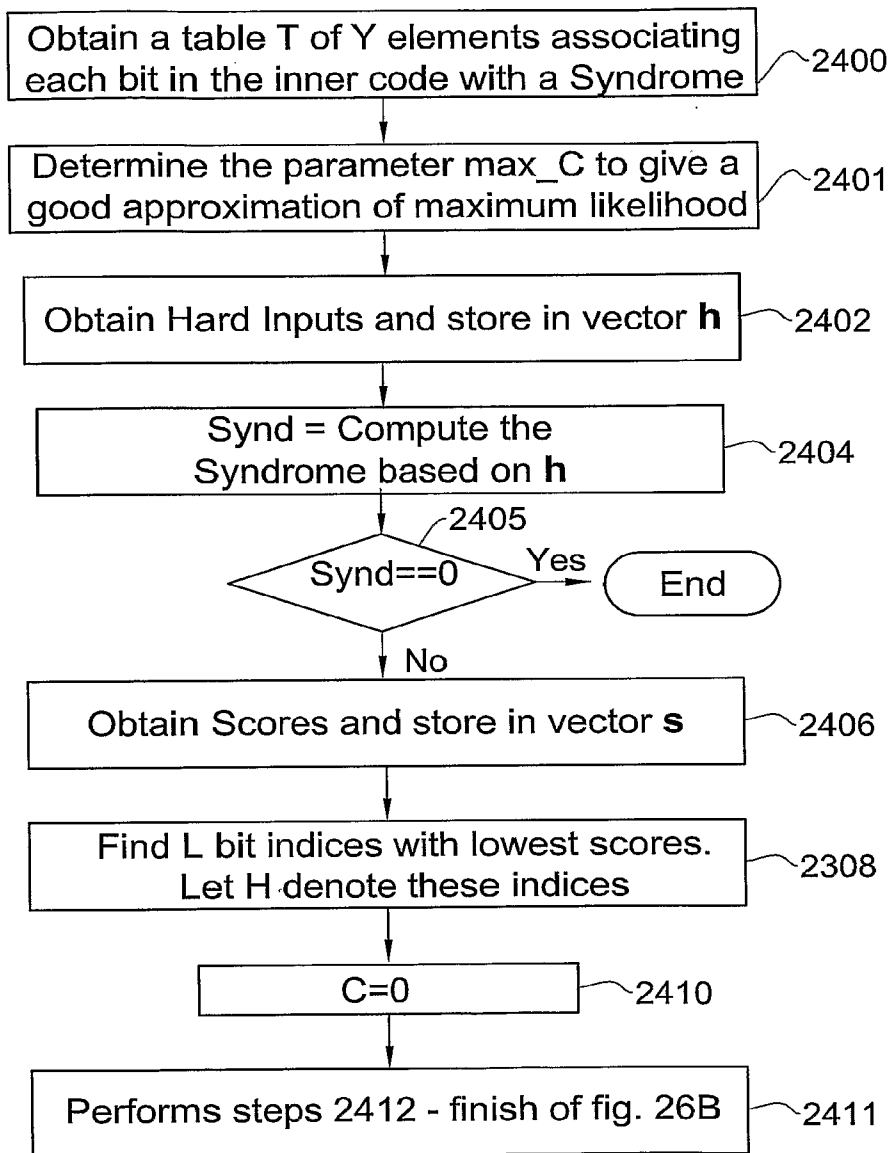 Obtain a table T of Y elements associating
each bit in the inner code with a Syndrome
2400
Determine the parameter max_C to give a
good approximation of maximum likelihood
2401
Obtain Hard Inputs and store in vector h
2402
Synd = Compute the
Syndrome based on h
2404
2405
Synd==0
Yes
End
No
Obtain Scores and store in vector s
2406
Find L bit indices with lowest scores.
Let H denote these indices
2308
C=0
2410
Performs steps 2412 - finish of fig. 26B
2411